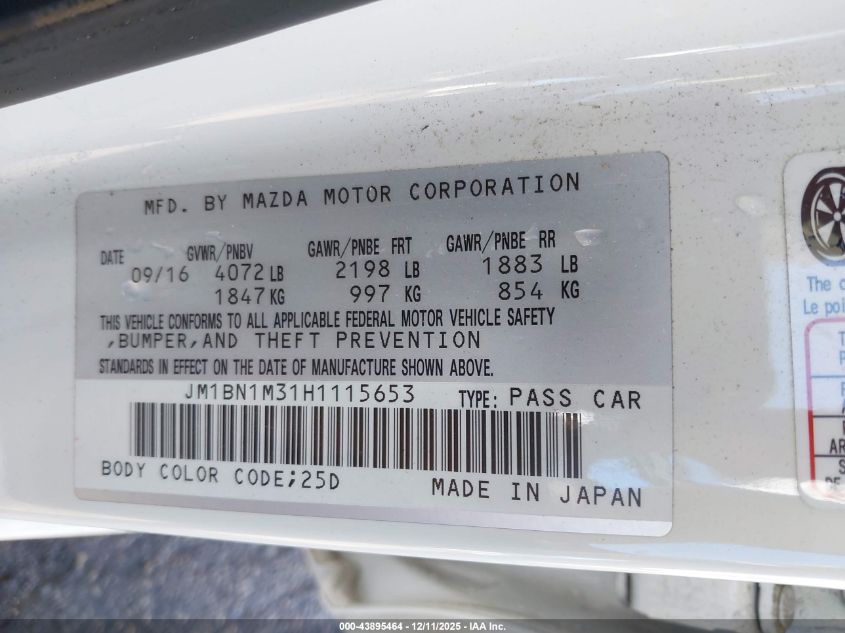 MFD. BY MAZDA MOTOR CORPORATION
DATE GVWR/PNBV GAWR/PNBE FRT GAWR/PNBE RR
09/16 4072 LB 2198 LB 1883 LB
1847 KG 997 KG 854 KG
THIS VEHICLE CONFORMS TO ALL APPLICABLE FEDERAL MOTOR VEHICLE SAFETY
,BUMPER,AND THEFT PREVENTION
STANDARDS IN EFFECT ON THE DATE OF MANUFACTURE SHOWN ABOVE.
JM1BN1M31H1115653 TYPE: PASS CAR
BODY COLOR CODE;25D
MADE IN JAPAN
The c
Le poi
000-43895464 - 12/11/2025 - IAA Inc.